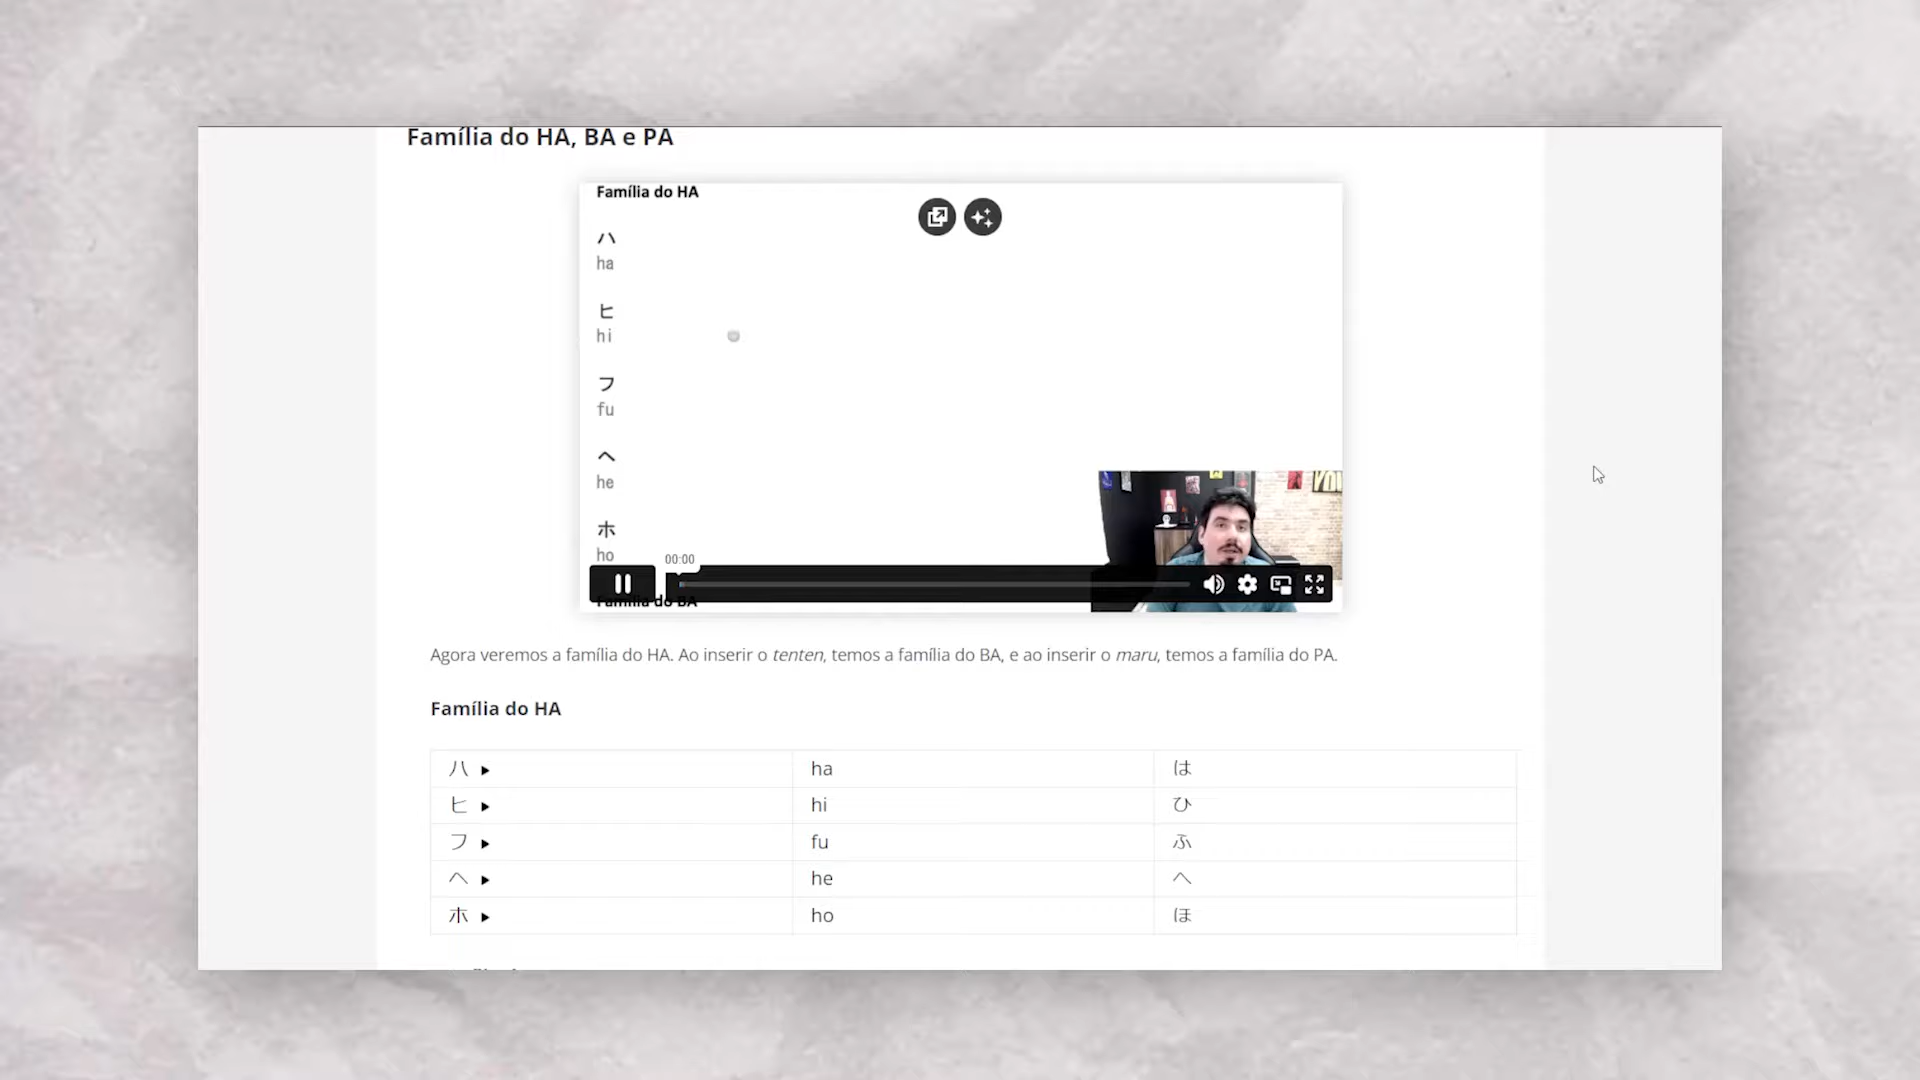 Família do HA, BA e PA
Família do HA
ハ
ha
ヒ
hi
フ
fu
ヘ
he
ホ
ho
00:00
Família do BA
Agora veremos a família do HA. Ao inserir o tenten, temos a família do BA, e ao inserir o maru, temos a família do PA.
Família do HA
ハ ha は
ヒ hi ひ
フ fu ふ
ヘ he へ
ホ ho ほ